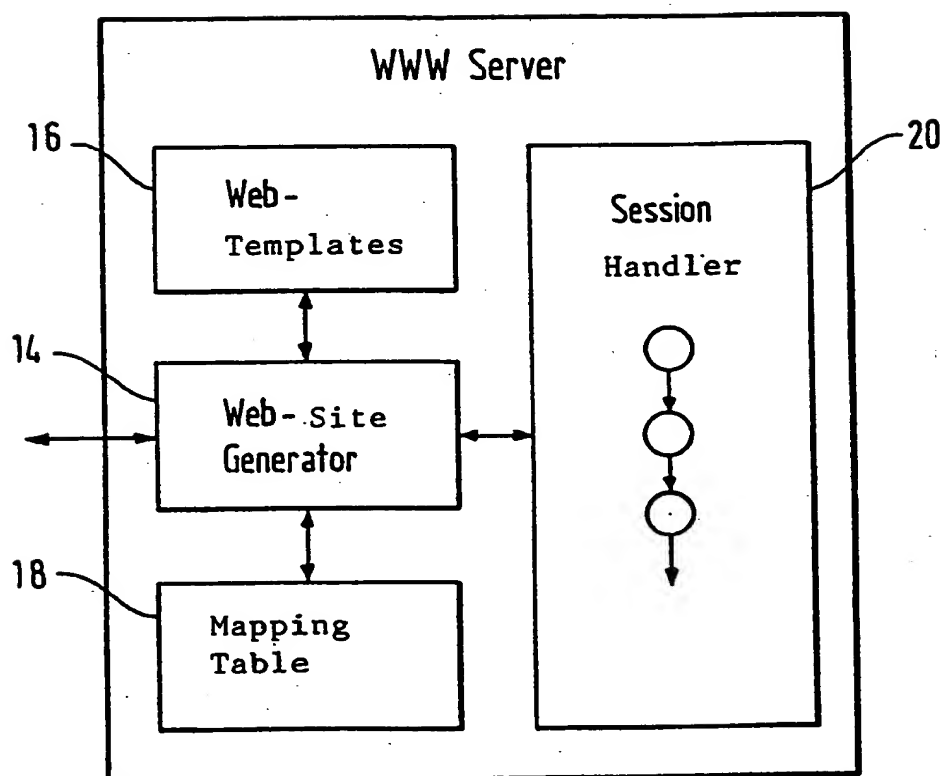 WWW Server
16
20
Web-
Templates
Session
Handler
14
Web-Site
Generator
18
Mapping
Table